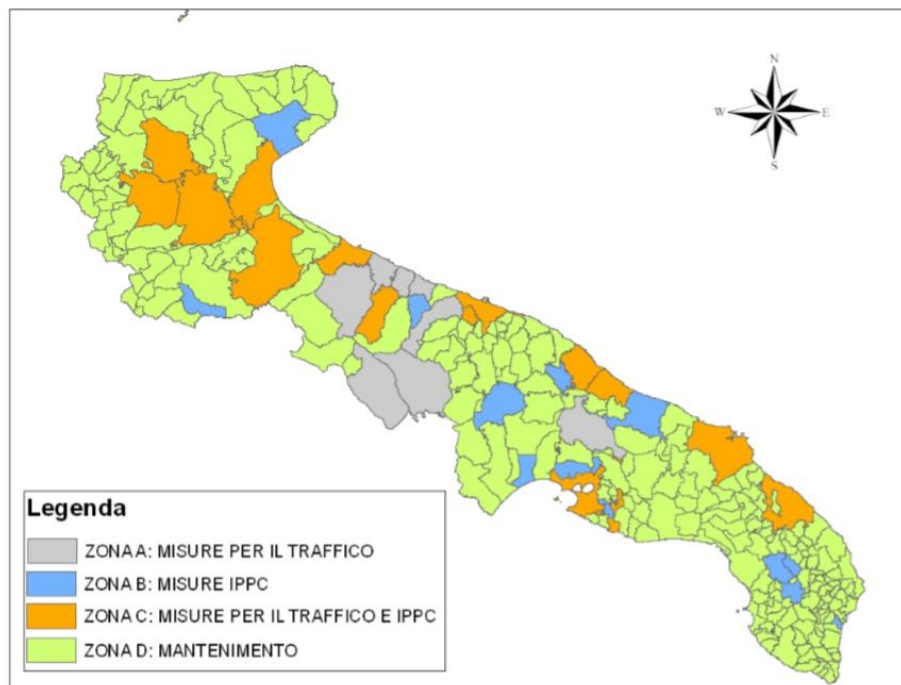 N
W E
S
Legenda
ZONA A: MISURE PER IL TRAFFICO
ZONA B: MISURE IPPC
ZONA C: MISURE PER IL TRAFFICO E IPPC
ZONA D: MANTENIMENTO